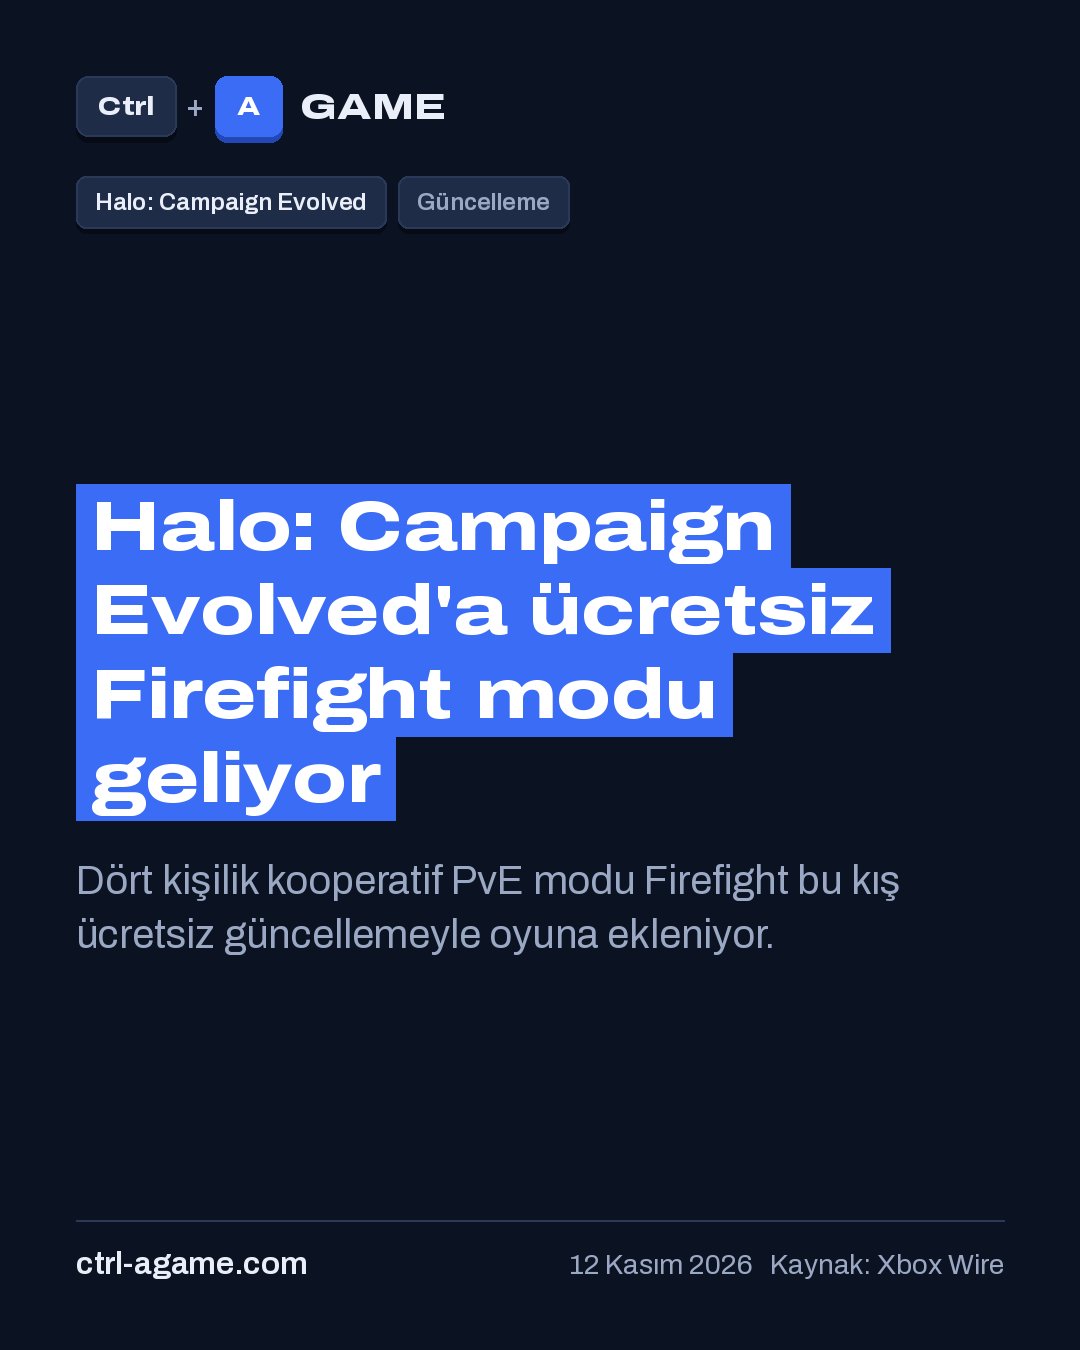 Ctrl + A GAME
Halo: Campaign Evolved Güncelleme
Halo: Campaign
Evolved'a ücretsiz
Firefight modu
geliyor
Dört kişilik kooperatif PvE modu Firefight bu kış
ücretsiz güncellemeyle oyuna ekleniyor.
ctrl-agame.com 12 Kasım 2026 Kaynak: Xbox Wire